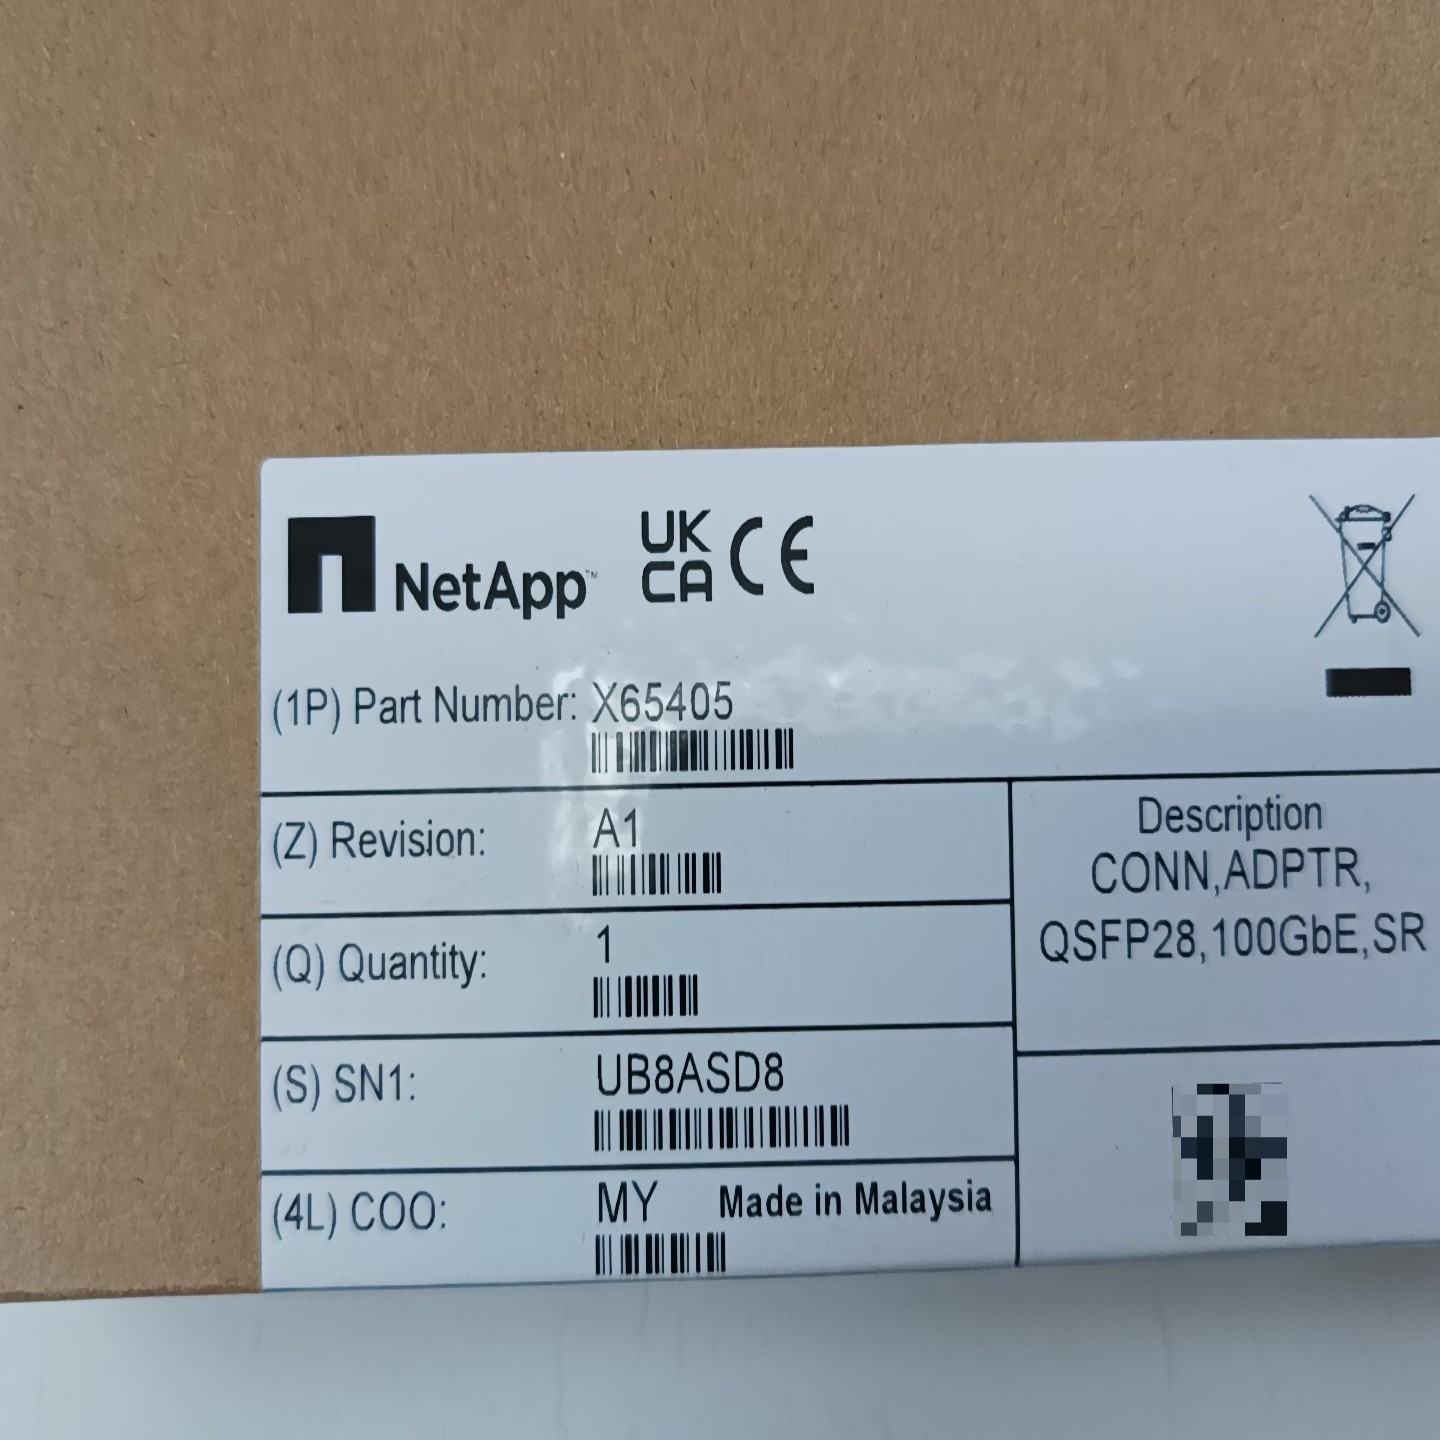 NetApp™
UK
CA CE
(1P) Part Number: X65405
(Z) Revision: A1
(Q) Quantity: 1
(S) SN1: UB8ASD8
(4L) COO: MY Made in Malaysia
Description
CONN,ADPTR,
QSFP28,100GbE,SR